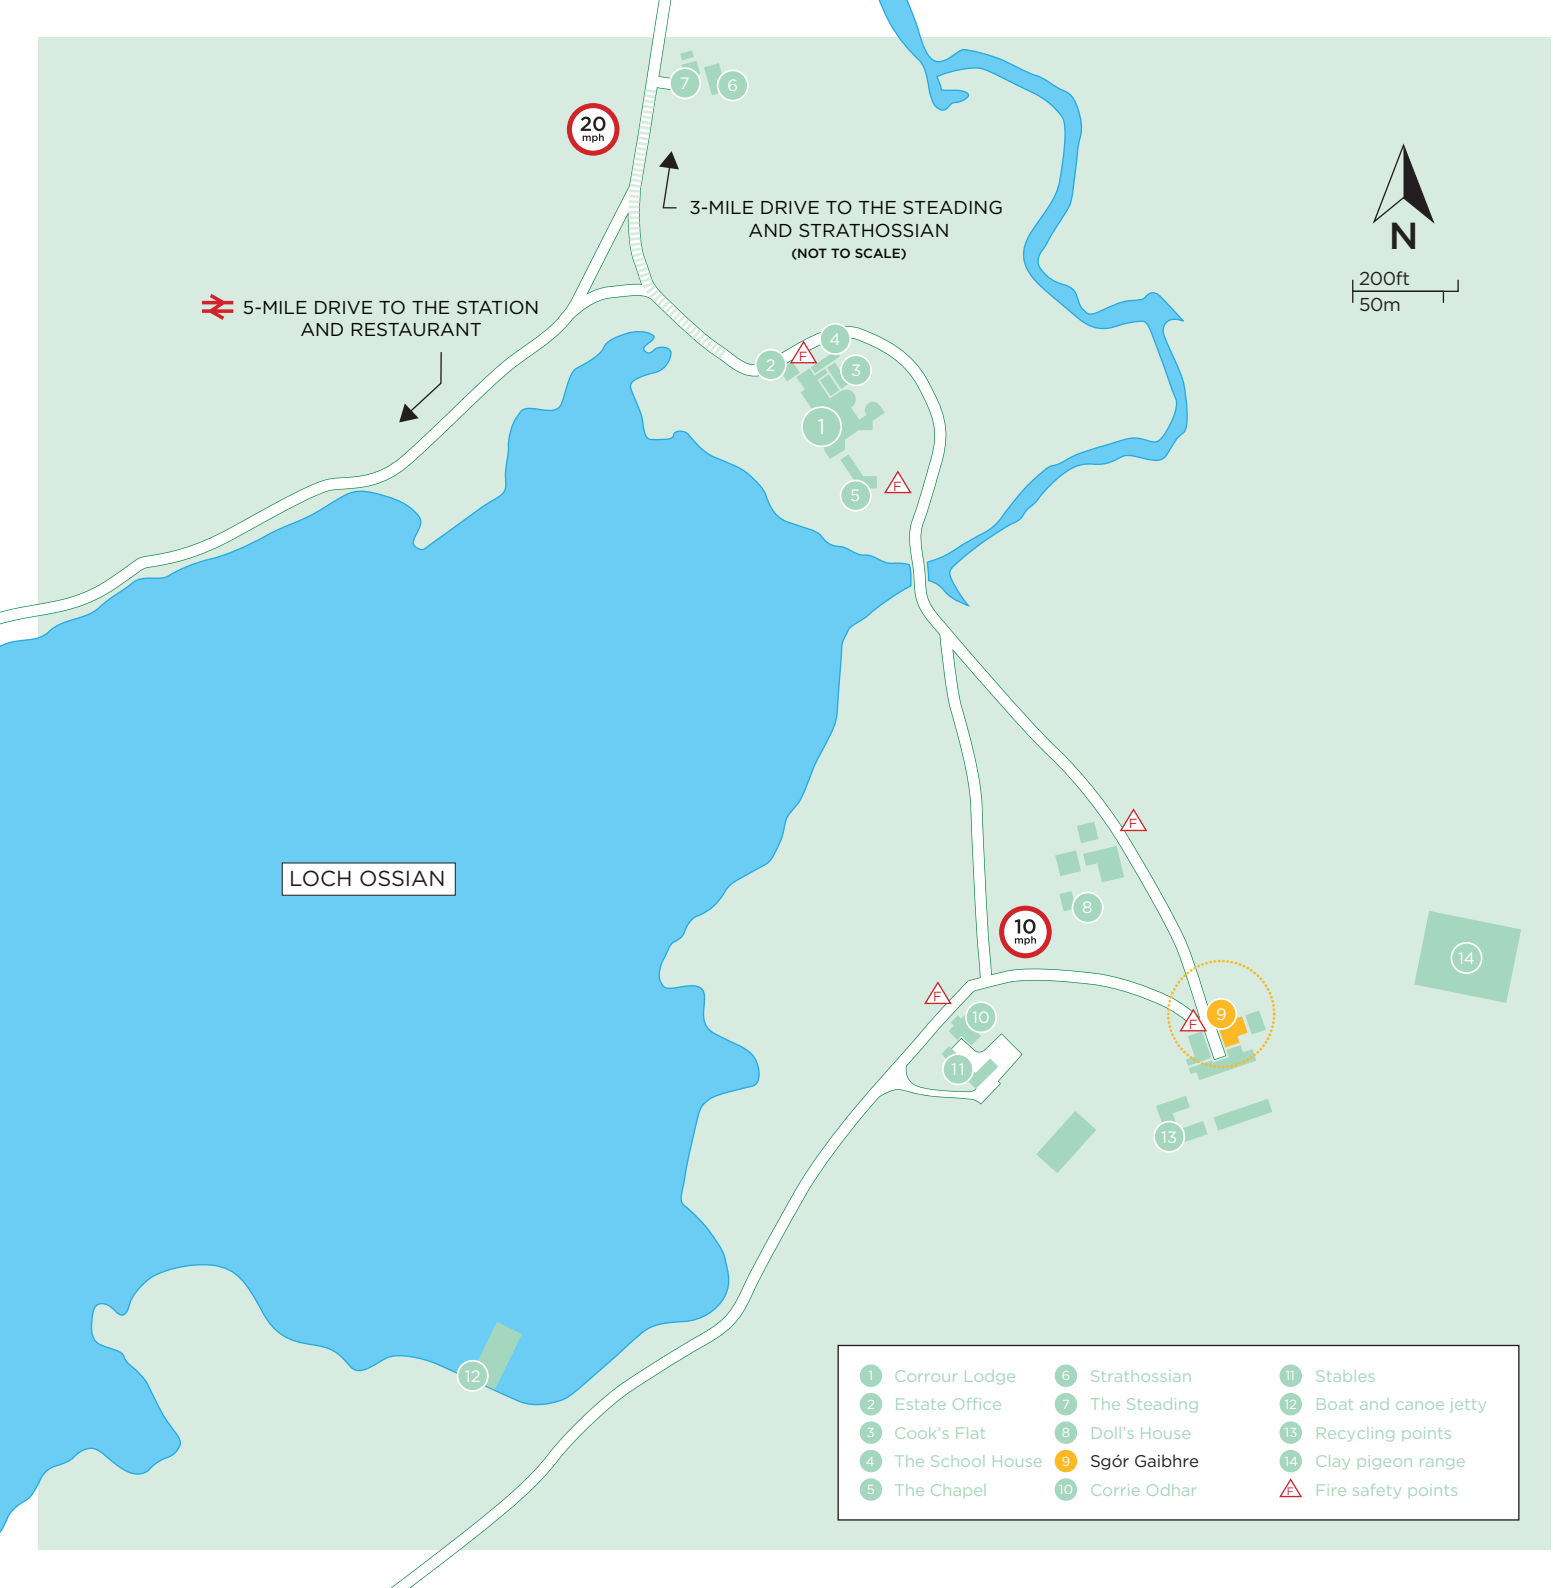 7
6
20
mph
3-MILE DRIVE TO THE STEADING
AND STRATHOSSIAN
(NOT TO SCALE)
N
200ft
50m
5-MILE DRIVE TO THE STATION
AND RESTAURANT
4
F
2
3
1
F
5
F
LOCH OSSIAN
8
10
mph
14
F
10
9
F
11
13
12
1 Corrour Lodge
2 Estate Office
3 Cook's Flat
4 The School House
5 The Chapel
6 Strathossian
7 The Steading
8 Doll's House
9 Sgór Gaibhre
10 Corrie Odhar
11 Stables
12 Boat and canoe jetty
13 Recycling points
14 Clay pigeon range
F Fire safety points